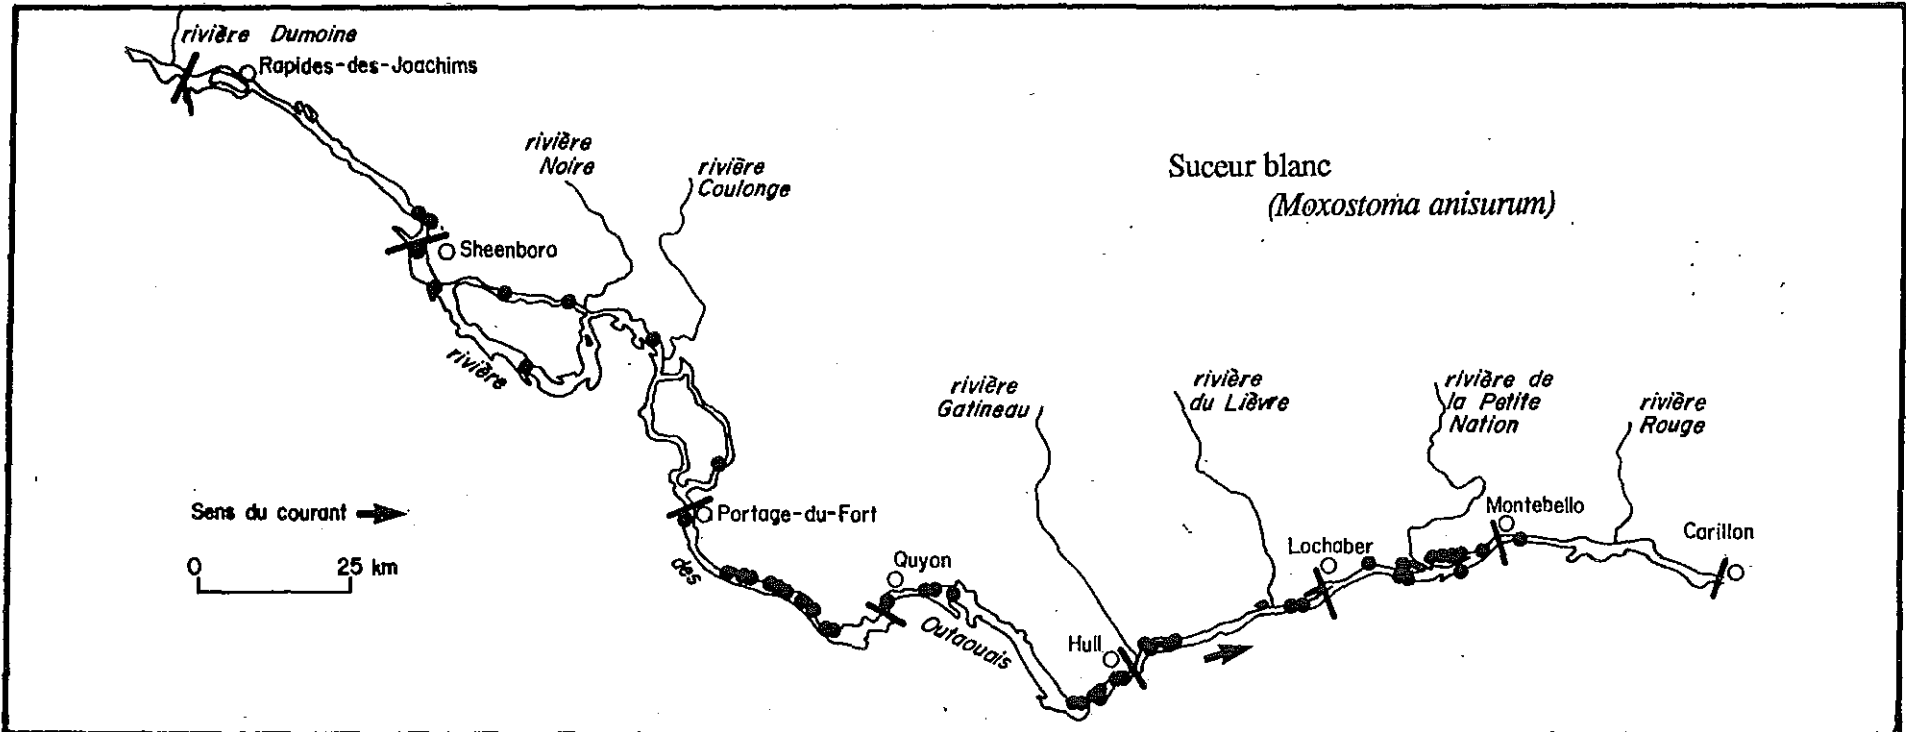 rivière Dumoine
Rapides-des-Joachims
rivière
Noire
rivière
Coulonge
Suceur blanc
(Moxostoma anisurum)
Sheenboro
rivière
rivière
Gatineau
rivière
du Lièvre
rivière de
la Petite
Nation
rivière
Rouge
Sens du courant
Portage-du-Fort
Montebello
Carillon
Lochaber
0 25 km
des
Quyon
Outaouais
Hull